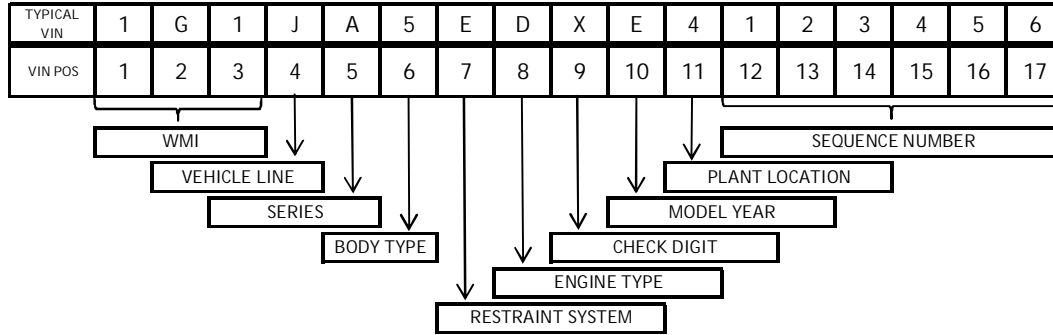 TYPICAL VIN 1 G 1 J A 5 E D X E 4 1 2 3 4 5 6
VIN POS 1 2 3 4 5 6 7 8 9 10 11 12 13 14 15 16 17
WMI SEQUENCE NUMBER
VEHICLE LINE PLANT LOCATION
SERIES MODEL YEAR
BODY TYPE CHECK DIGIT
ENGINE TYPE
RESTRAINT SYSTEM